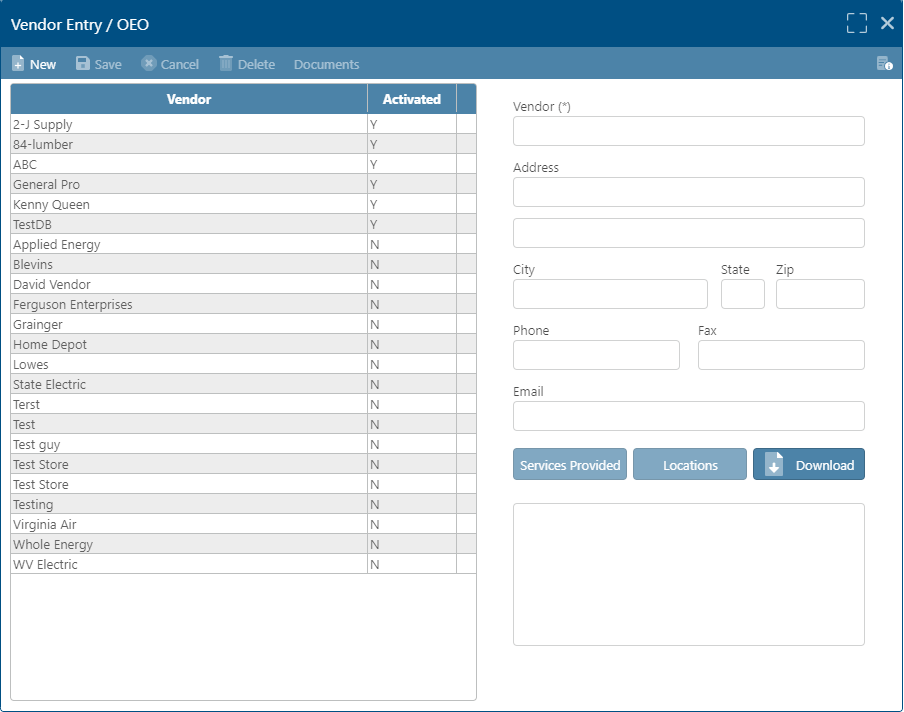 Vendor Entry / OEO
New Save Cancel Delete Documents
Vendor Activated
2-J Supply Y
84-lumber Y
ABC Y
General Pro Y
Kenny Queen Y
TestDB Y
Applied Energy N
Blevins N
David Vendor N
Ferguson Enterprises N
Grainger N
Home Depot N
Lowes N
State Electric N
Terst N
Test N
Test guy N
Test Store N
Test Store N
Testing N
Virginia Air N
Whole Energy N
WV Electric N
Vendor (*)
Address
City State Zip
Phone Fax
Email
Services Provided Locations Download